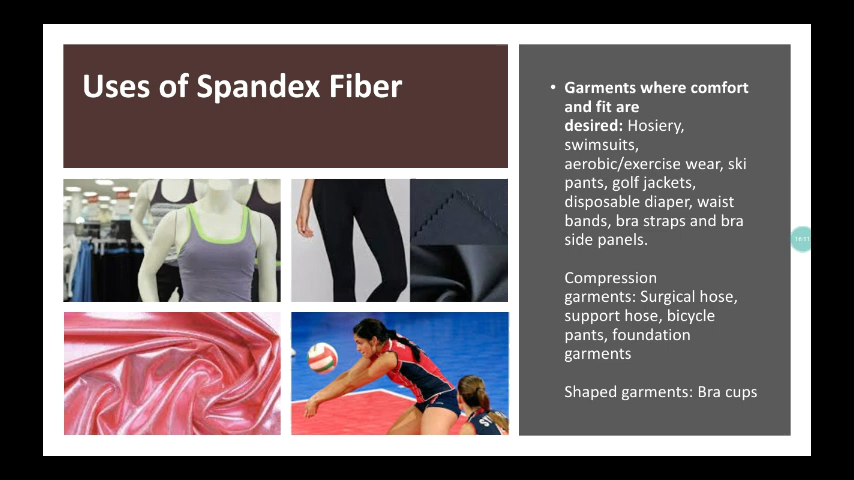 Uses of Spandex Fiber
• Garments where comfort
and fit are
desired: Hosiery,
swimsuits,
aerobic/exercise wear, ski
pants, golf jackets,
disposable diaper, waist
bands, bra straps and bra
side panels.
Compression
garments: Surgical hose,
support hose, bicycle
pants, foundation
garments
Shaped garments: Bra cups